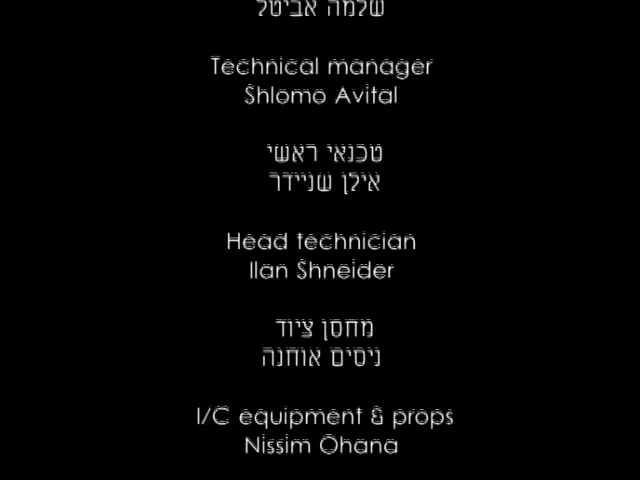 שלמה אביטל
Technical manager
Shlomo Avital
טכנאי ראשי
אילן שניידר
Head technician
Ilan Shneider
מחסן ציוד
ניסים אוחנה
I/C equipment & props
Nissim Ohana